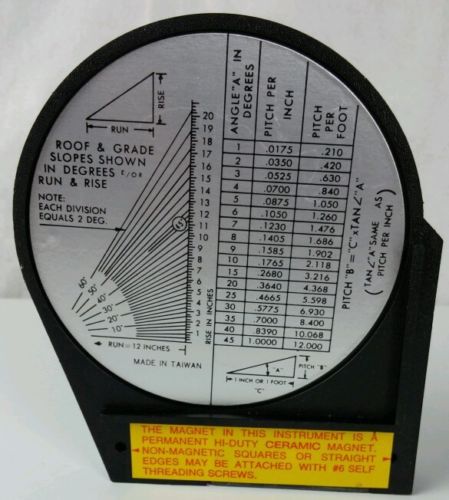 RISE
RUN
ROOF & GRADE
SLOPES SHOWN
IN DEGREES E/OR
RUN & RISE
NOTE:
EACH DIVISION
EQUALS 2 DEG.
60°
50°
40°
30°
20°
10°
20
19
18
17
16
15
14
13
12
11
10
9
8
7
6
5
4
3
2
1
45
RISE IN INCHES
RUN = 12 INCHES
MADE IN TAIWAN
ANGLE "A" IN DEGREES PITCH PER INCH PITCH PER FOOT
1 .0175 .210
2 .0350 .420
3 .0525 .630
4 .0700 .840
5 .0875 1.050
6 .1050 1.260
7 .1230 1.476
8 .1405 1.686
9 .1585 1.902
10 .1765 2.118
15 .2680 3.216
20 .3640 4.368
25 .4665 5.598
30 .5775 6.930
35 .7000 8.400
40 .8390 10.068
45 1.0000 12.000
PITCH "B" = "C" x TAN ∠ "A"
( TAN ∠ "A" SAME AS )
( PITCH PER INCH )
"A"
PITCH "B"
1 INCH OR 1 FOOT
"C"
THE MAGNET IN THIS INSTRUMENT IS A
PERMANENT HI-DUTY CERAMIC MAGNET.
NON-MAGNETIC SQUARES OR STRAIGHT
EDGES MAY BE ATTACHED WITH #6 SELF
THREADING SCREWS.